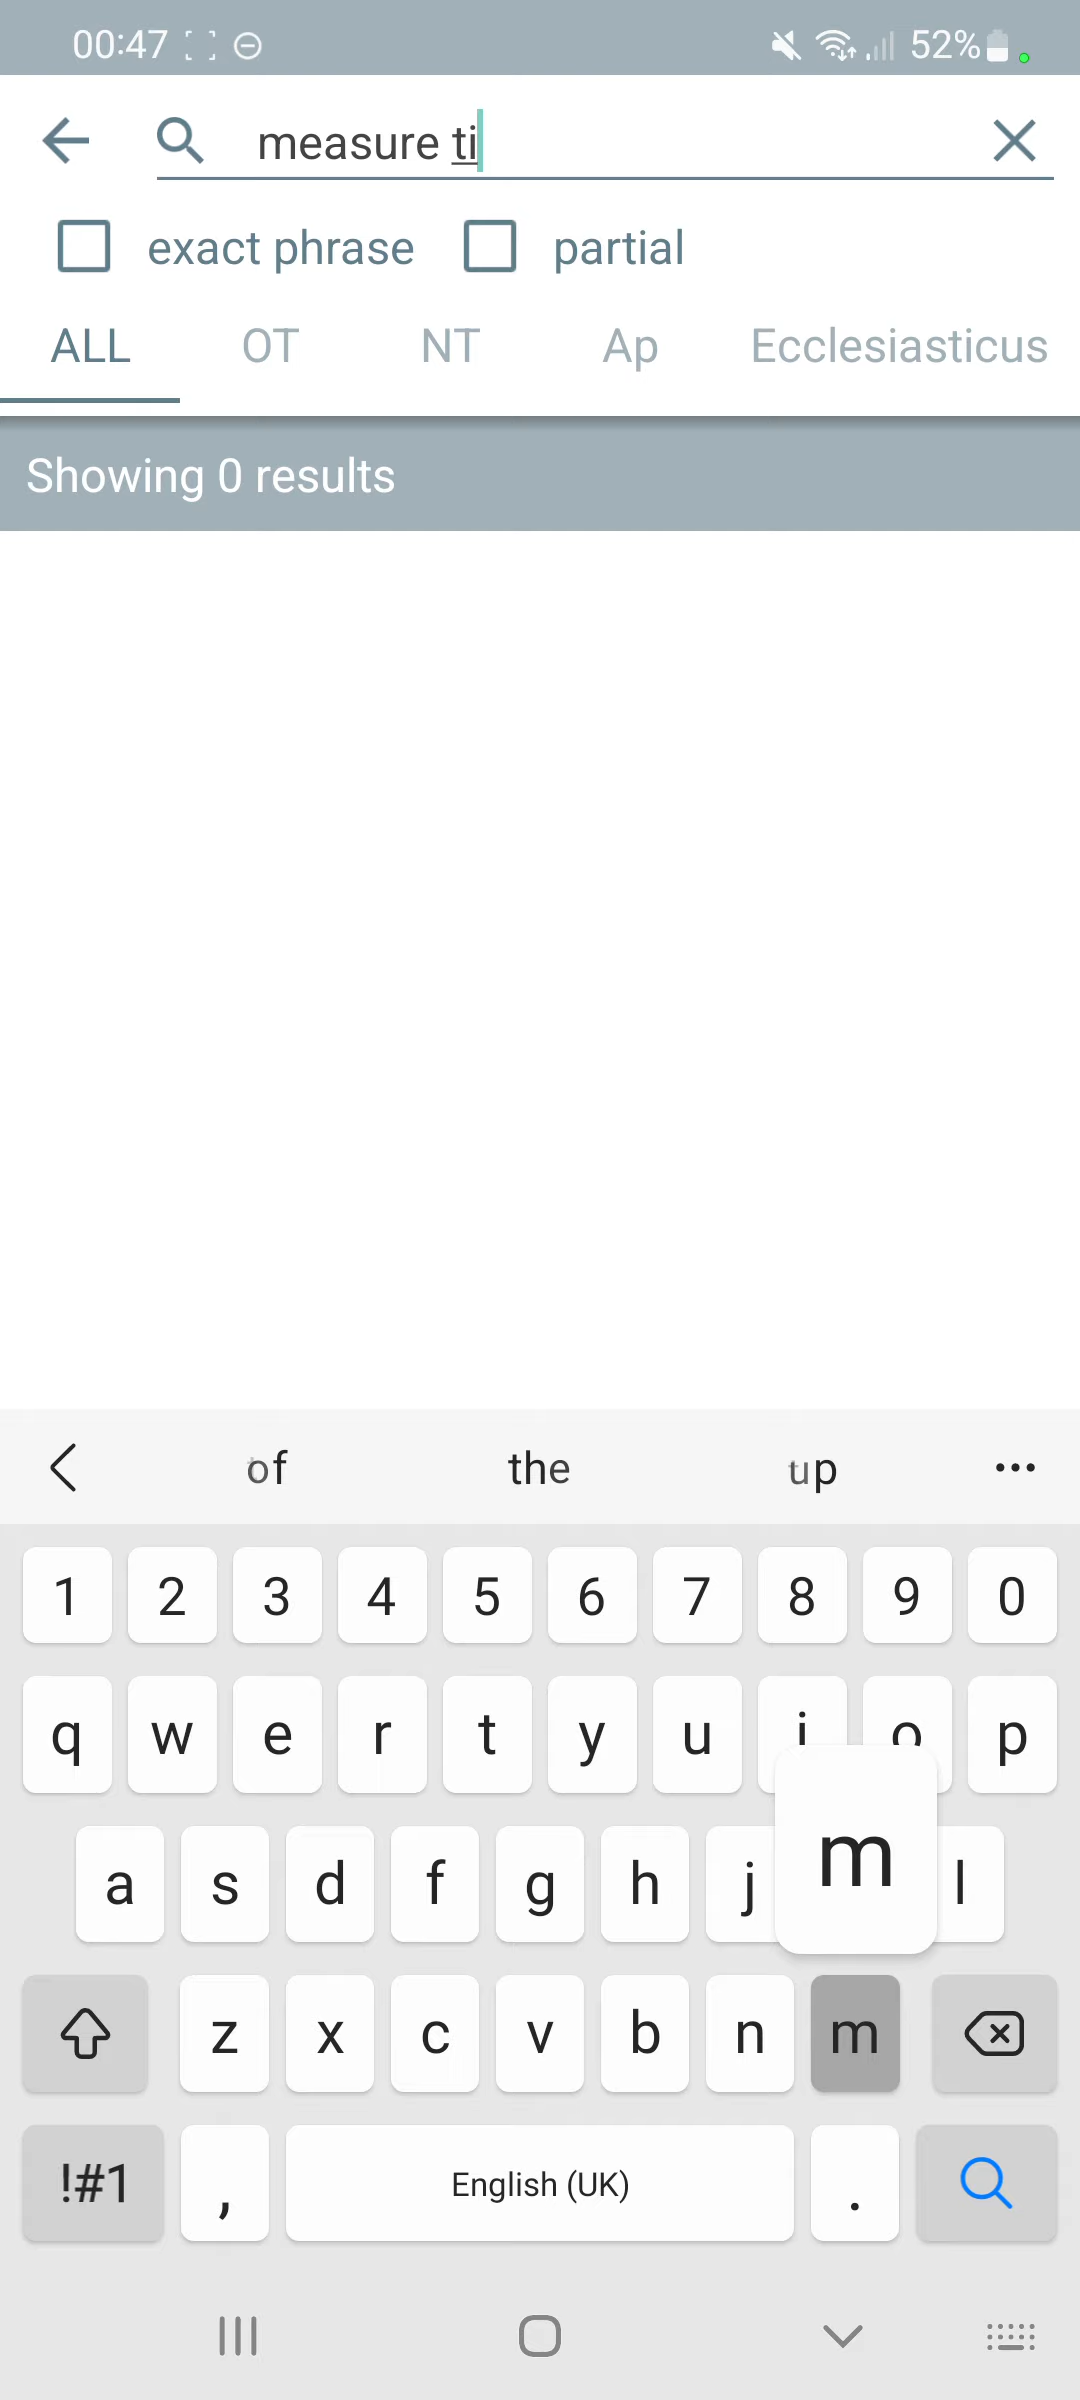 00:47 52%
measure ti
exact phrase partial
ALL OT NT Ap Ecclesiasticus
Showing 0 results
of the up
1 2 3 4 5 6 7 8 9 0
q w e r t y u i o p
a s d f g h j m l
z x c v b n m
!#1 , English (UK) .